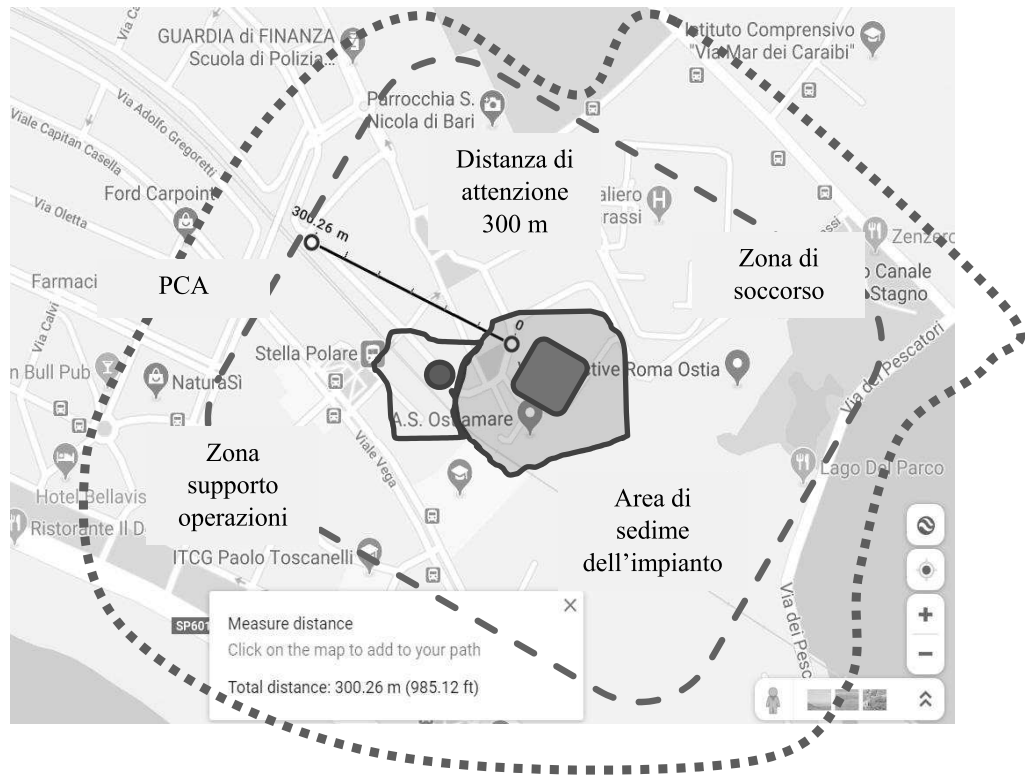 Via Ca
GUARDIA di FINANZA
Scuola di Polizia...
Istituto Comprensivo
"Via Mar dei Caraibi"
Via Adolfo Gregoretti
Viale Capitan Casella
Parrocchia S.
Nicola di Bari
Distanza di
attenzione
300 m
Ford Carpoint
Via Oletta
300.26 m
aliero
rassi
Zenzero
Zona di
soccorso
o Canale
Stagno
Farmaci
PCA
Via Calvi
0
Stella Polare
n Bull Pub
NaturaSì
ctive Roma Ostia
Via dei Pescatori
A.S. Ostiamare
Viale Vega
Zona
supporto
operazioni
Hotel Bellavis
Lago Del Parco
Area di
sedime
dell'impianto
Ristorante Il D
ITCG Paolo Toscanelli
SP601
Measure distance
Click on the map to add to your path
Total distance: 300.26 m (985.12 ft)
Via dei Pesc